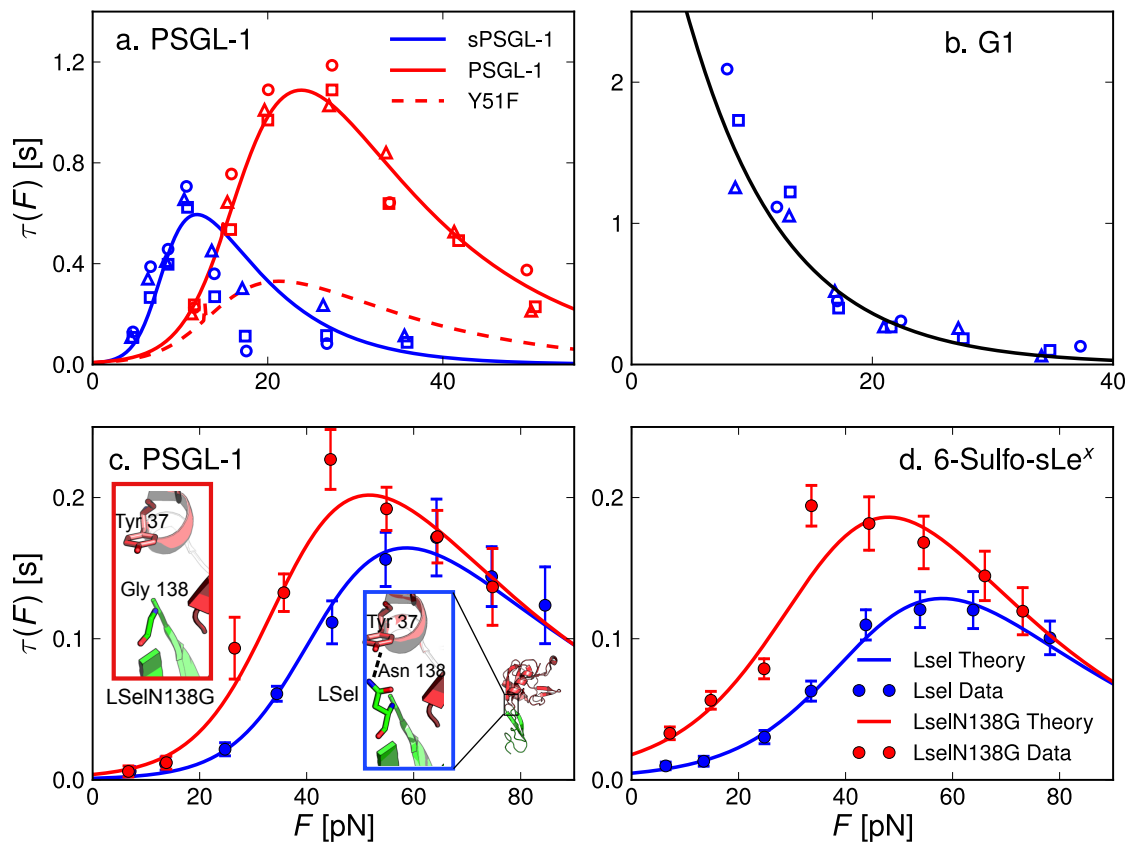 a. PSGL-1
sPSGL-1
PSGL-1
Y51F
τ(F) [s]
1.2
0.8
0.4
0.0
0
20
40
b. G1
2
1
0
0
20
40
c. PSGL-1
Tyr 37
Gly 138
LSelN138G
Tyr 37
Asn 138
LSel
τ(F) [s]
0.2
0.1
0.0
0
20
40
60
80
F [pN]
d. 6-Sulfo-sLeˣ
Lsel Theory
Lsel Data
LselN138G Theory
LselN138G Data
0.2
0.1
0.0
0
20
40
60
80
F [pN]